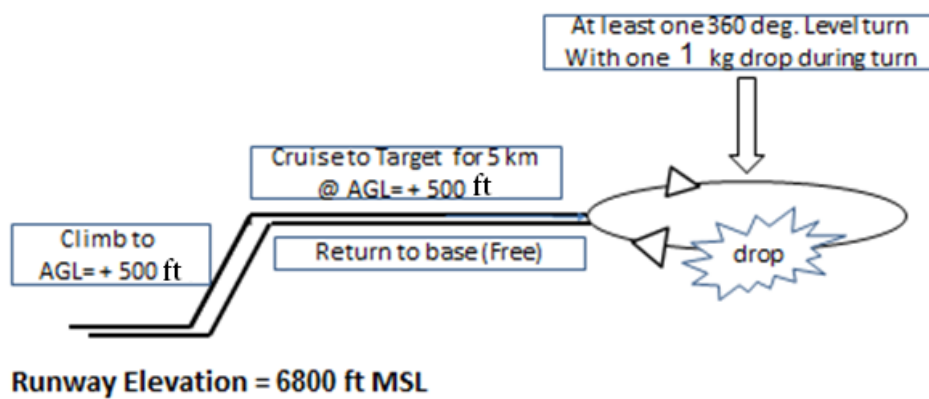 At least one 360 deg. Level turn
With one 1 kg drop during turn
Cruise to Target for 5 km
@ AGL= + 500 ft
Climb to
AGL= + 500 ft
Return to base (Free)
drop
Runway Elevation = 6800 ft MSL